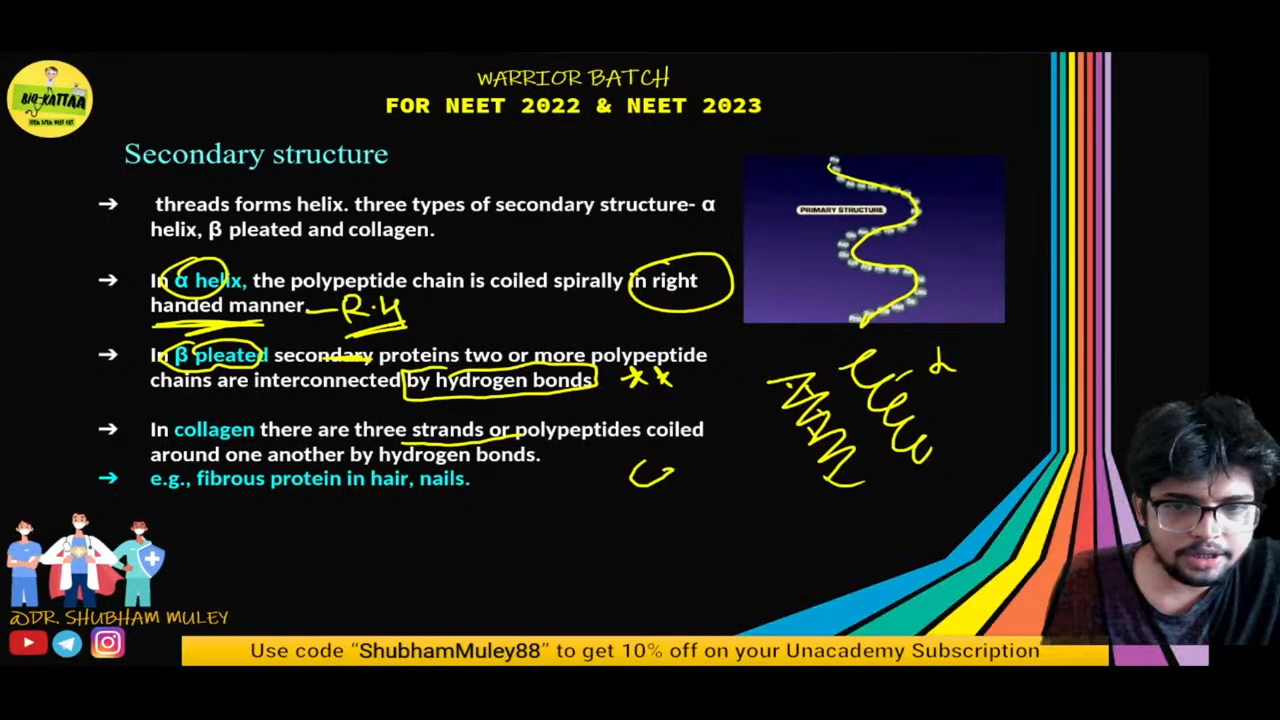 WARRIOR BATCH
FOR NEET 2022 & NEET 2023
BIO KATTAA
Secondary structure
➔ threads forms helix. three types of secondary structure- α
helix, β pleated and collagen.
➔ In α helix, the polypeptide chain is coiled spirally in right
handed manner.
R.H
➔ In β pleated secondary proteins two or more polypeptide
chains are interconnected by hydrogen bonds.
➔ In collagen there are three strands or polypeptides coiled
around one another by hydrogen bonds.
➔ e.g., fibrous protein in hair, nails.
PRIMARY STRUCTURE
α
@DR. SHUBHAM MULEY
Use code “ShubhamMuley88” to get 10% off on your Unacademy Subscription